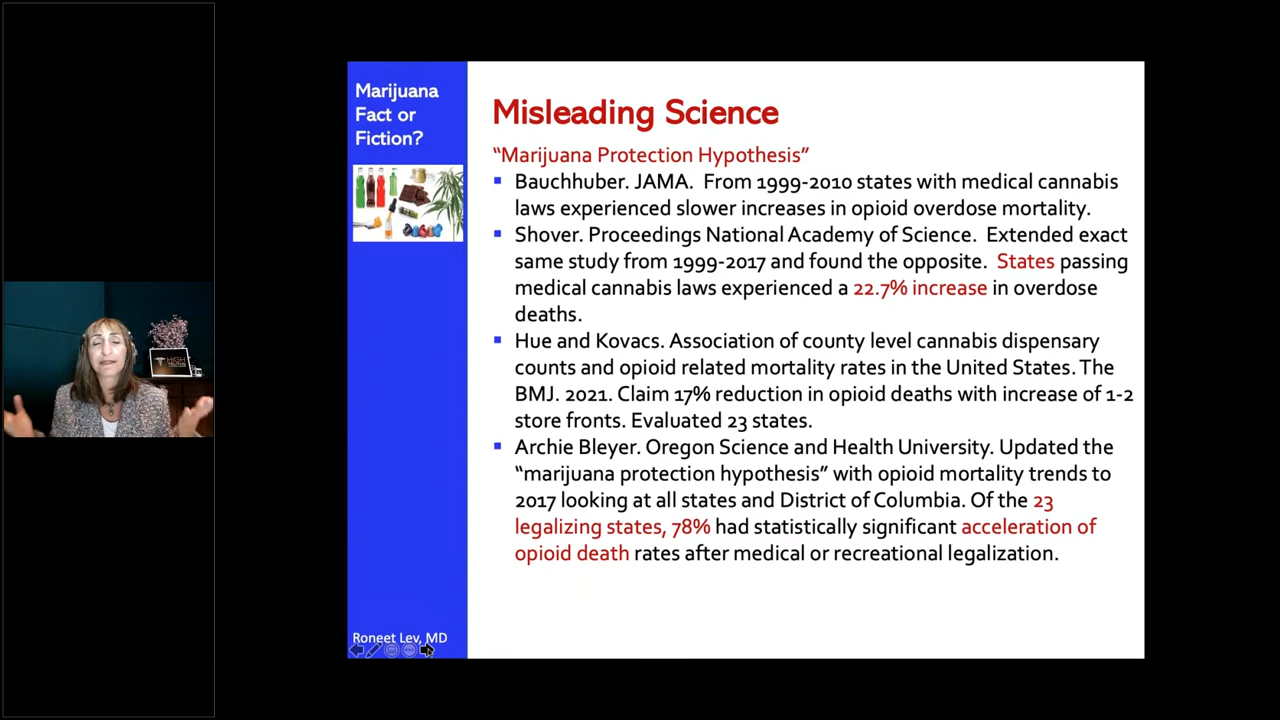 Marijuana
Fact or
Fiction?
Misleading Science
“Marijuana Protection Hypothesis”
Bauchhuber. JAMA. From 1999-2010 states with medical cannabis
laws experienced slower increases in opioid overdose mortality.
Shover. Proceedings National Academy of Science. Extended exact
same study from 1999-2017 and found the opposite. States passing
medical cannabis laws experienced a 22.7% increase in overdose
deaths.
Hue and Kovacs. Association of county level cannabis dispensary
counts and opioid related mortality rates in the United States. The
BMJ. 2021. Claim 17% reduction in opioid deaths with increase of 1-2
store fronts. Evaluated 23 states.
Archie Bleyer. Oregon Science and Health University. Updated the
“marijuana protection hypothesis” with opioid mortality trends to
2017 looking at all states and District of Columbia. Of the 23
legalizing states, 78% had statistically significant acceleration of
opioid death rates after medical or recreational legalization.
Roneet Lev, MD
HIGH
TRUTHS